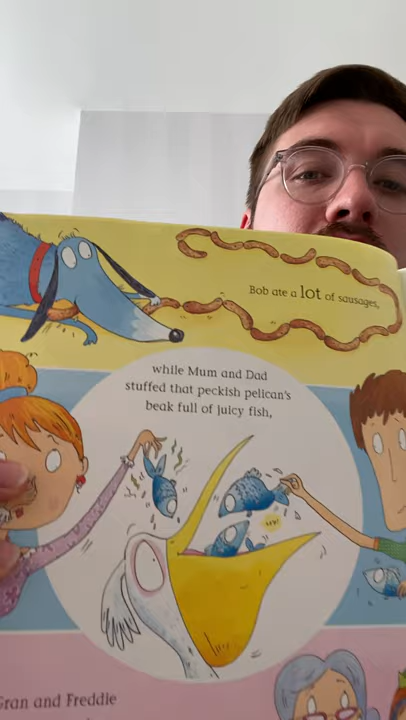 Bob ate a lot of sausages,
while Mum and Dad
stuffed that peckish pelican's
beak full of juicy fish,
Gran and Freddie